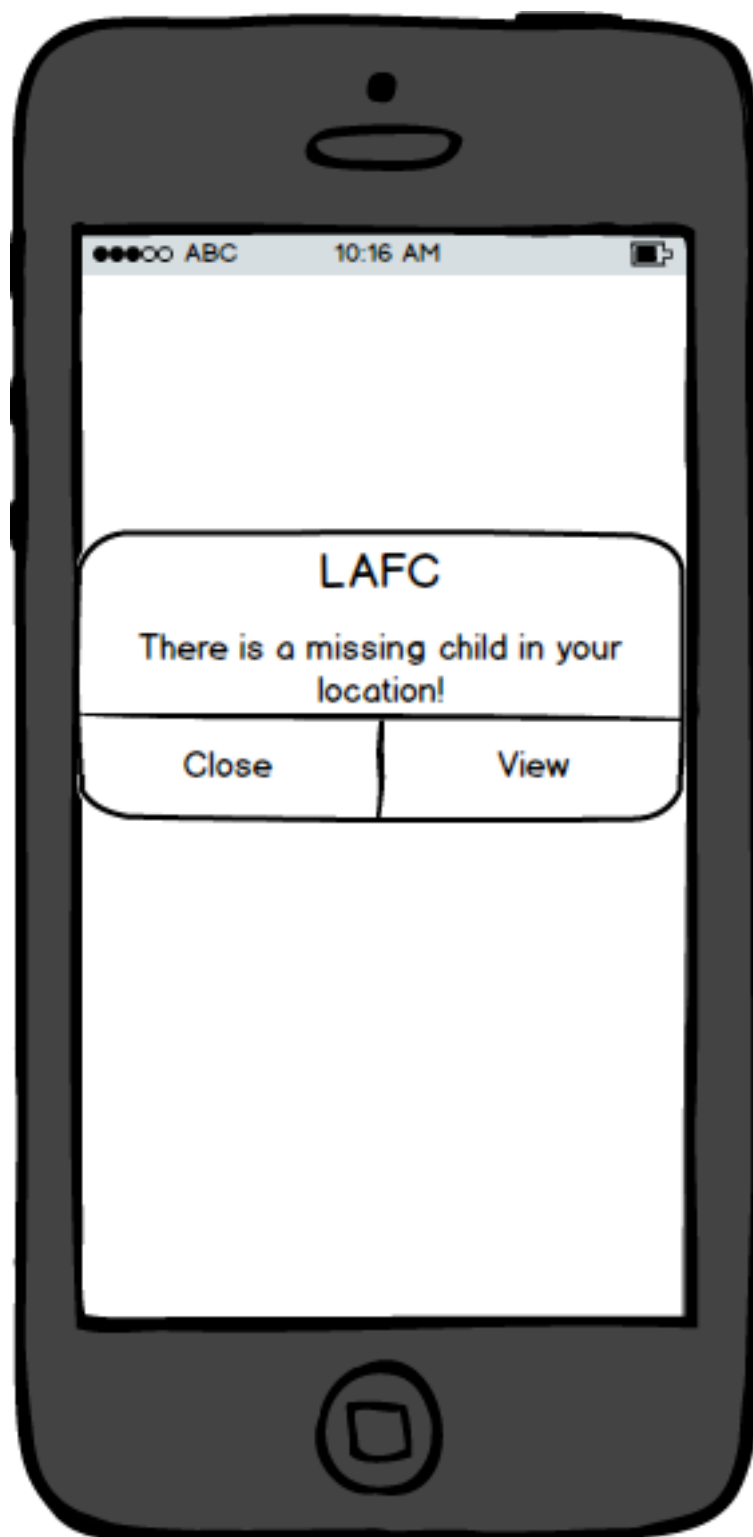 ABC 10:16 AM
LAFC
There is a missing child in your
location!
Close View